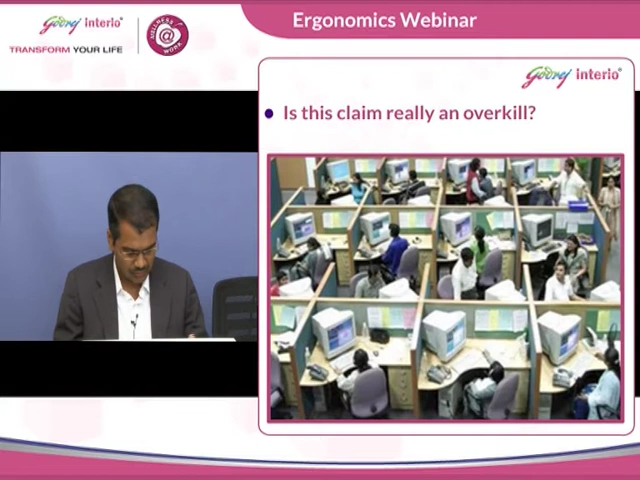 Godrej interio
TRANSFORM YOUR LIFE
WELLNESS @ WORK
Ergonomics Webinar
Godrej interio
Is this claim really an overkill?